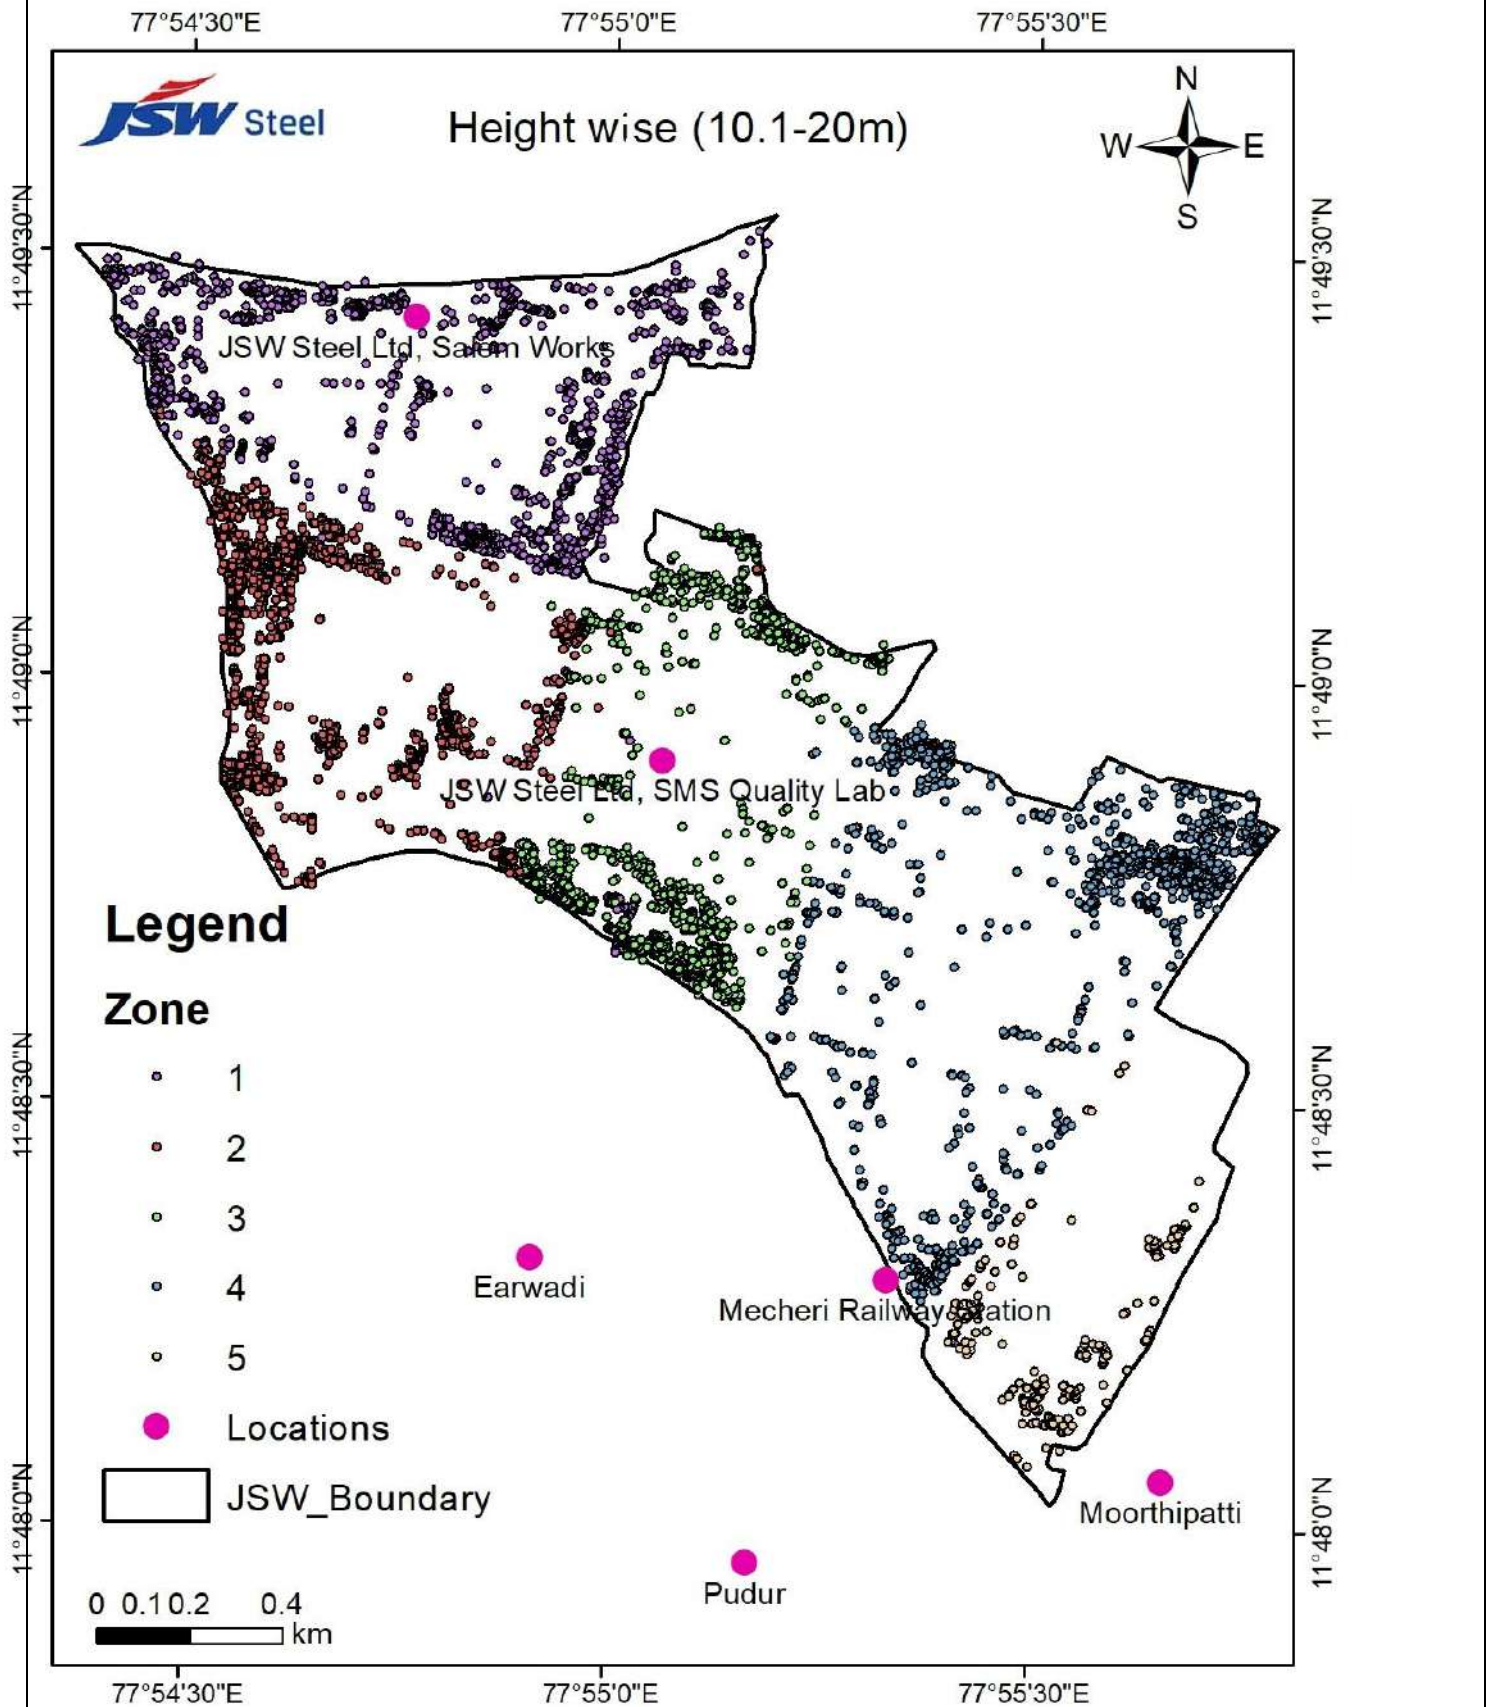 77°54'30"E 77°55'0"E 77°55'30"E
JSW Steel
Height wise (10.1-20m)
N
W E
S
11°49'30"N
11°49'30"N
JSW Steel Ltd, Salem Works
11°49'0"N
11°49'0"N
JSW Steel Ltd, SMS Quality Lab
Legend
Zone
1
2
3
4
5
Locations
JSW_Boundary
11°48'30"N
11°48'30"N
Earwadi
Mecheri Railway Station
Moorthipatti
Pudur
11°48'0"N
11°48'0"N
0 0.1 0.2 0.4
km
77°54'30"E 77°55'0"E 77°55'30"E